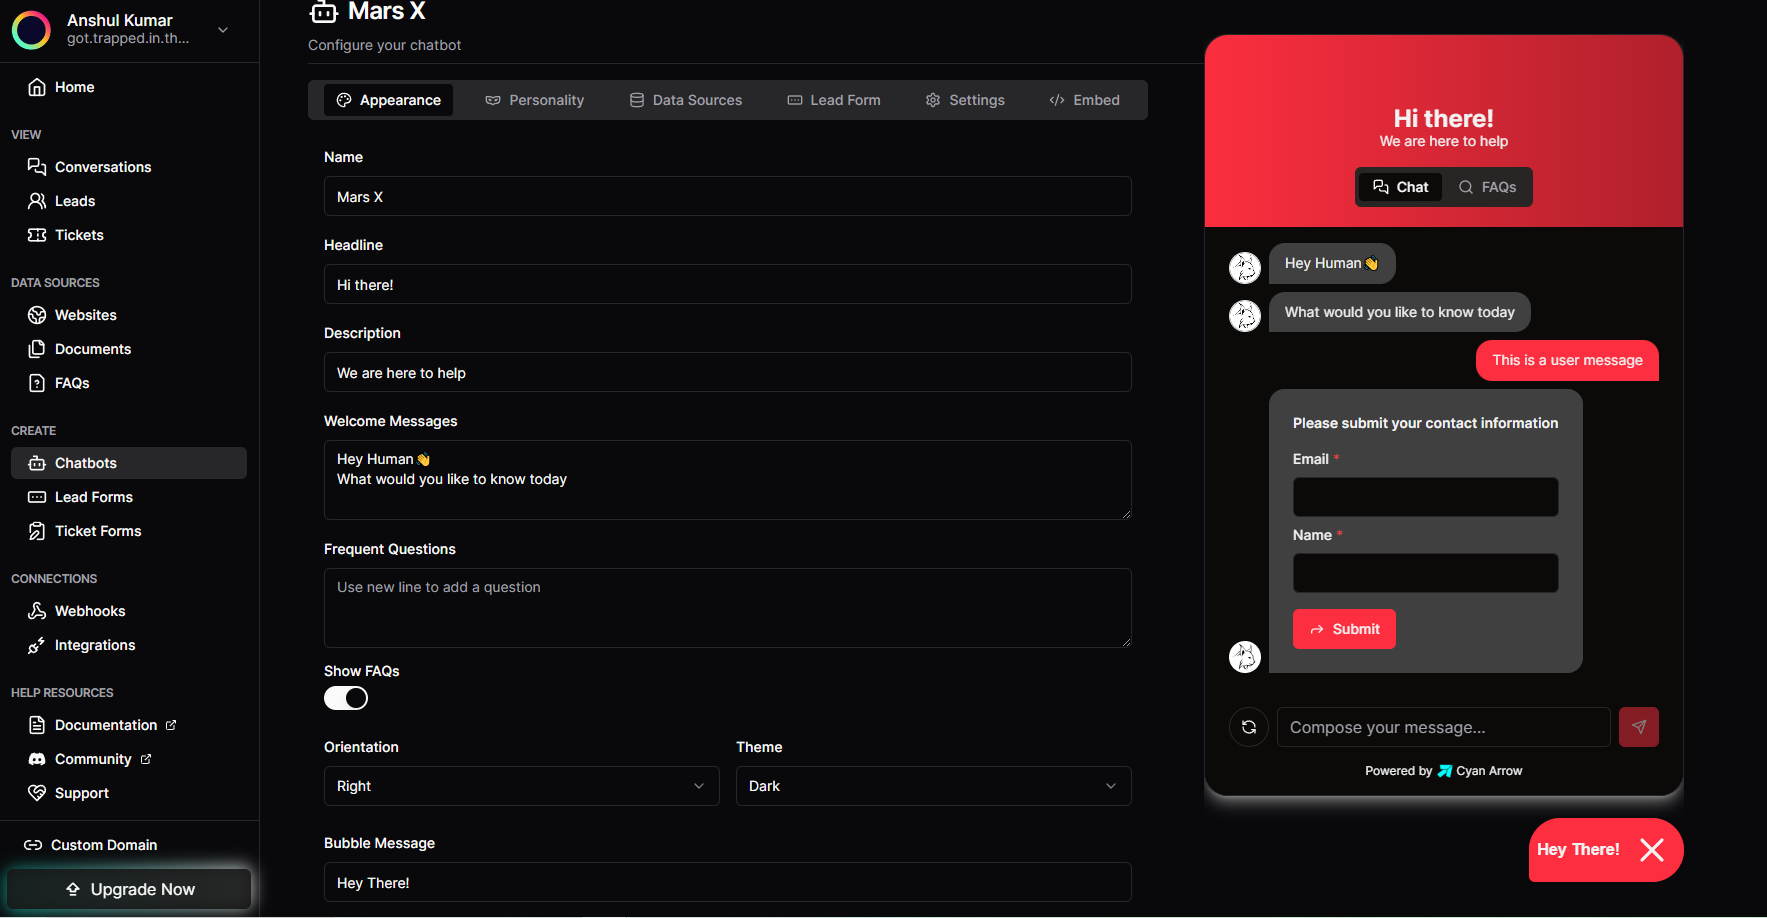 Anshul Kumar
got.trapped.in.th...
Home
VIEW
Conversations
Leads
Tickets
DATA SOURCES
Websites
Documents
FAQs
CREATE
Chatbots
Lead Forms
Ticket Forms
CONNECTIONS
Webhooks
Integrations
HELP RESOURCES
Documentation
Community
Support
Custom Domain
Upgrade Now
Mars X
Configure your chatbot
Appearance Personality Data Sources Lead Form Settings Embed
Name
Mars X
Headline
Hi there!
Description
We are here to help
Welcome Messages
Hey Human👋
What would you like to know today
Frequent Questions
Use new line to add a question
Show FAQs
Orientation
Right
Theme
Dark
Bubble Message
Hey There!
Hi there!
We are here to help
Chat FAQs
Hey Human👋
What would you like to know today
This is a user message
Please submit your contact information
Email *
Name *
Submit
Compose your message...
Powered by Cyan Arrow
Hey There!